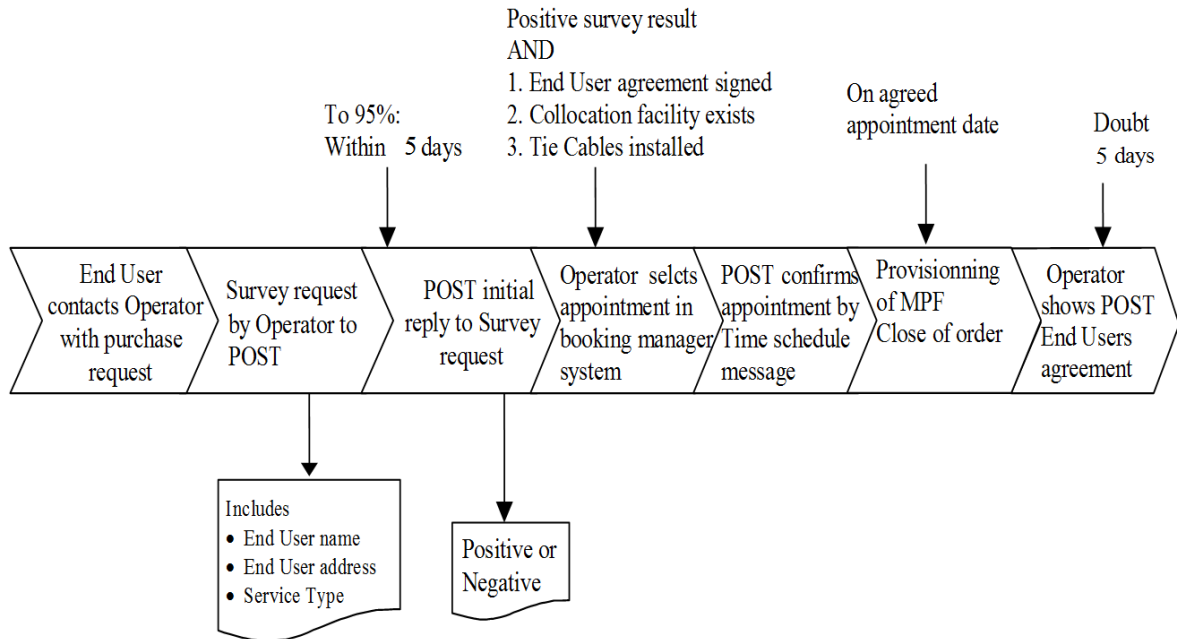 Positive survey result
AND
1. End User agreement signed
2. Collocation facility exists
3. Tie Cables installed
To 95%:
Within 5 days
On agreed
appointment date
Doubt
5 days
End User
contacts Operator
with purchase
request
Survey request
by Operator to
POST
POST initial
reply to Survey
request
Operator selcts
appointment in
booking manager
system
POST confirms
appointment by
Time schedule
message
Provisionning
of MPF
Close of order
Operator
shows POST
End Users
agreement
Includes
• End User name
• End User address
• Service Type
Positive or
Negative